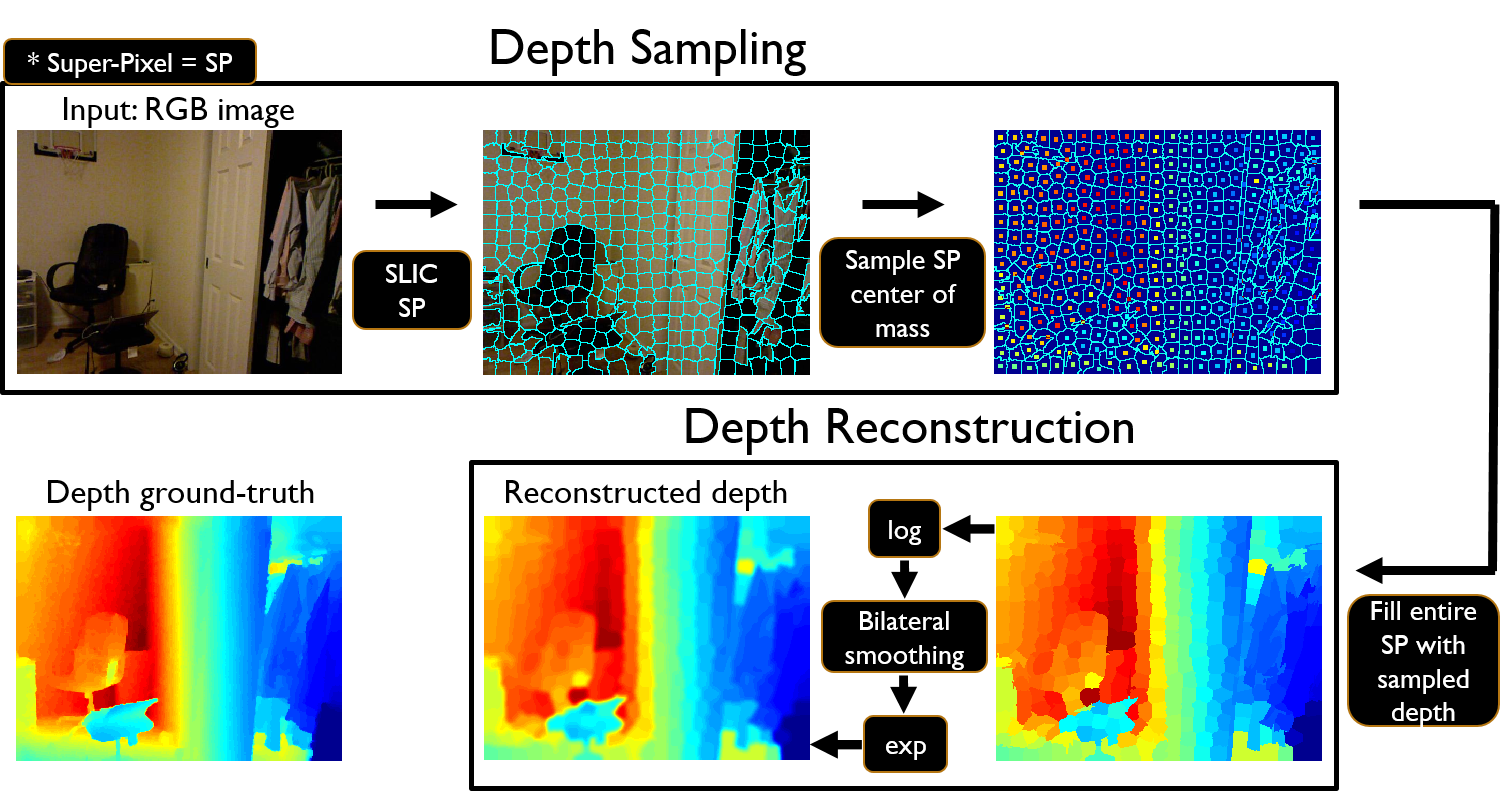 Depth Sampling
* Super-Pixel = SP
Input: RGB image
SLIC
SP
Sample SP
center of
mass
Depth Reconstruction
Depth ground-truth
Reconstructed depth
log
Bilateral
smoothing
exp
Fill entire
SP with
sampled
depth